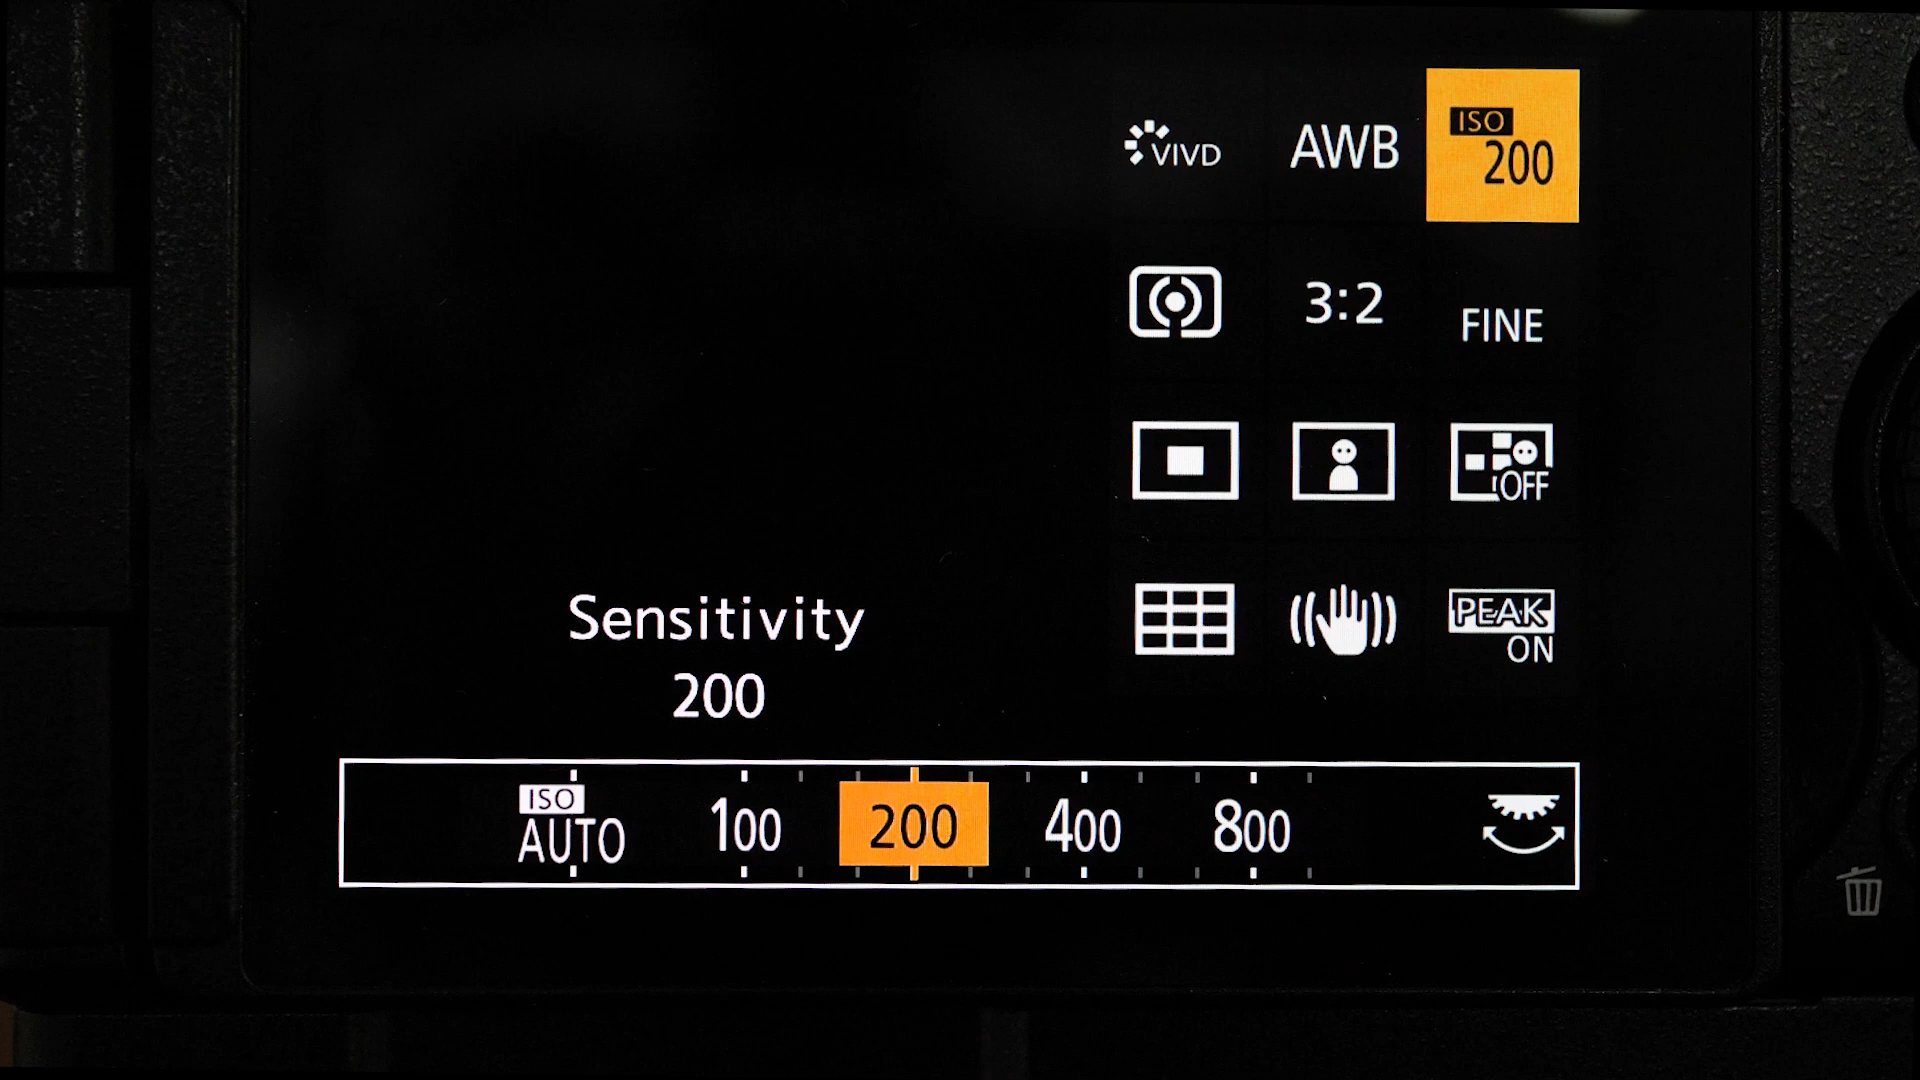 VIVD AWB ISO 200
3:2 FINE
OFF
PEAK
ON
Sensitivity
200
ISO AUTO 100 200 400 800